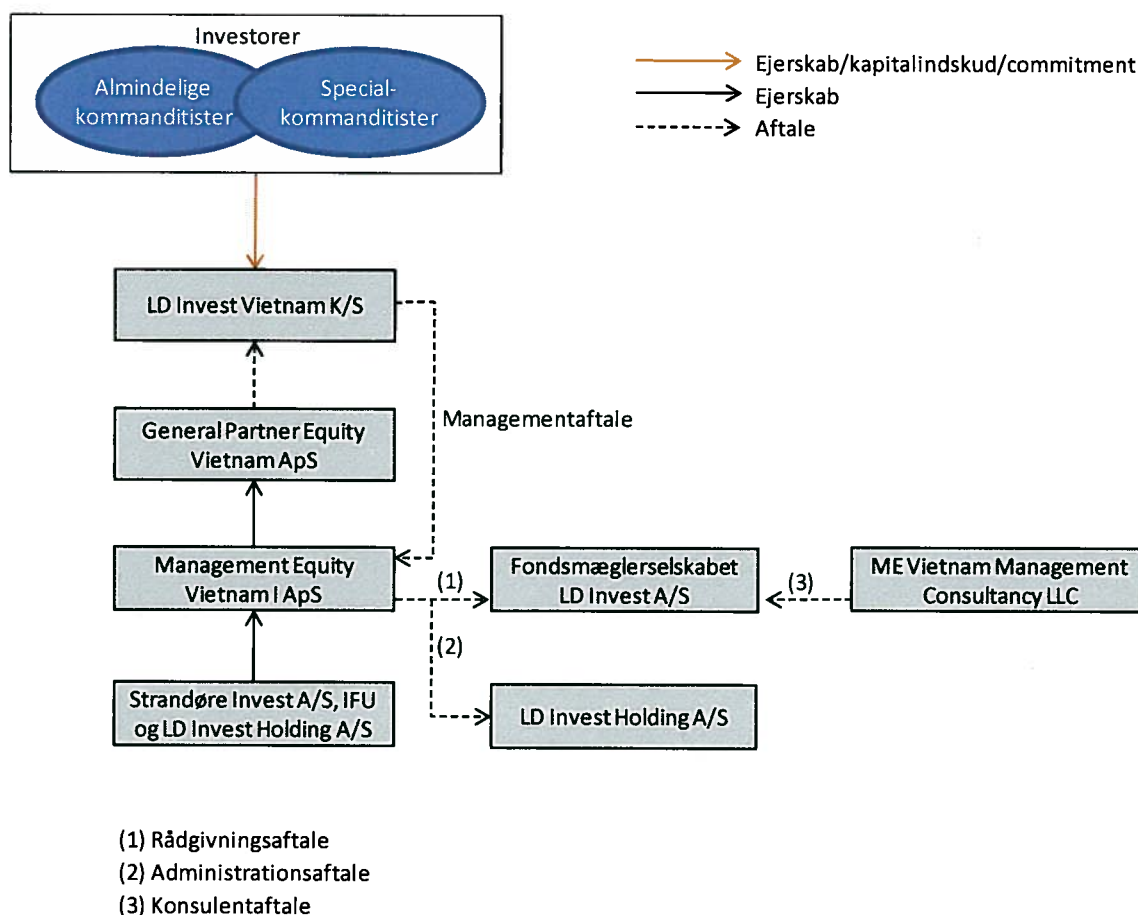 Investorer
Almindelige
kommanditister
Special-
kommanditister
Ejerskab/kapitalindskud/commitment
Ejerskab
Aftale
LD Invest Vietnam K/S
Managementaftale
General Partner Equity
Vietnam ApS
Management Equity
Vietnam I ApS
(1)
Fondsmæglerselskabet
LD Invest A/S
(3)
ME Vietnam Management
Consultancy LLC
(2)
Strandøre Invest A/S, IFU
og LD Invest Holding A/S
LD Invest Holding A/S
(1) Rådgivningsaftale
(2) Administrationsaftale
(3) Konsulentaftale